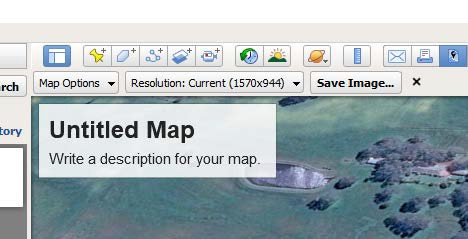 Map Options
Resolution: Current (1570x944)
Save Image...
arch
tory
Untitled Map
Write a description for your map.